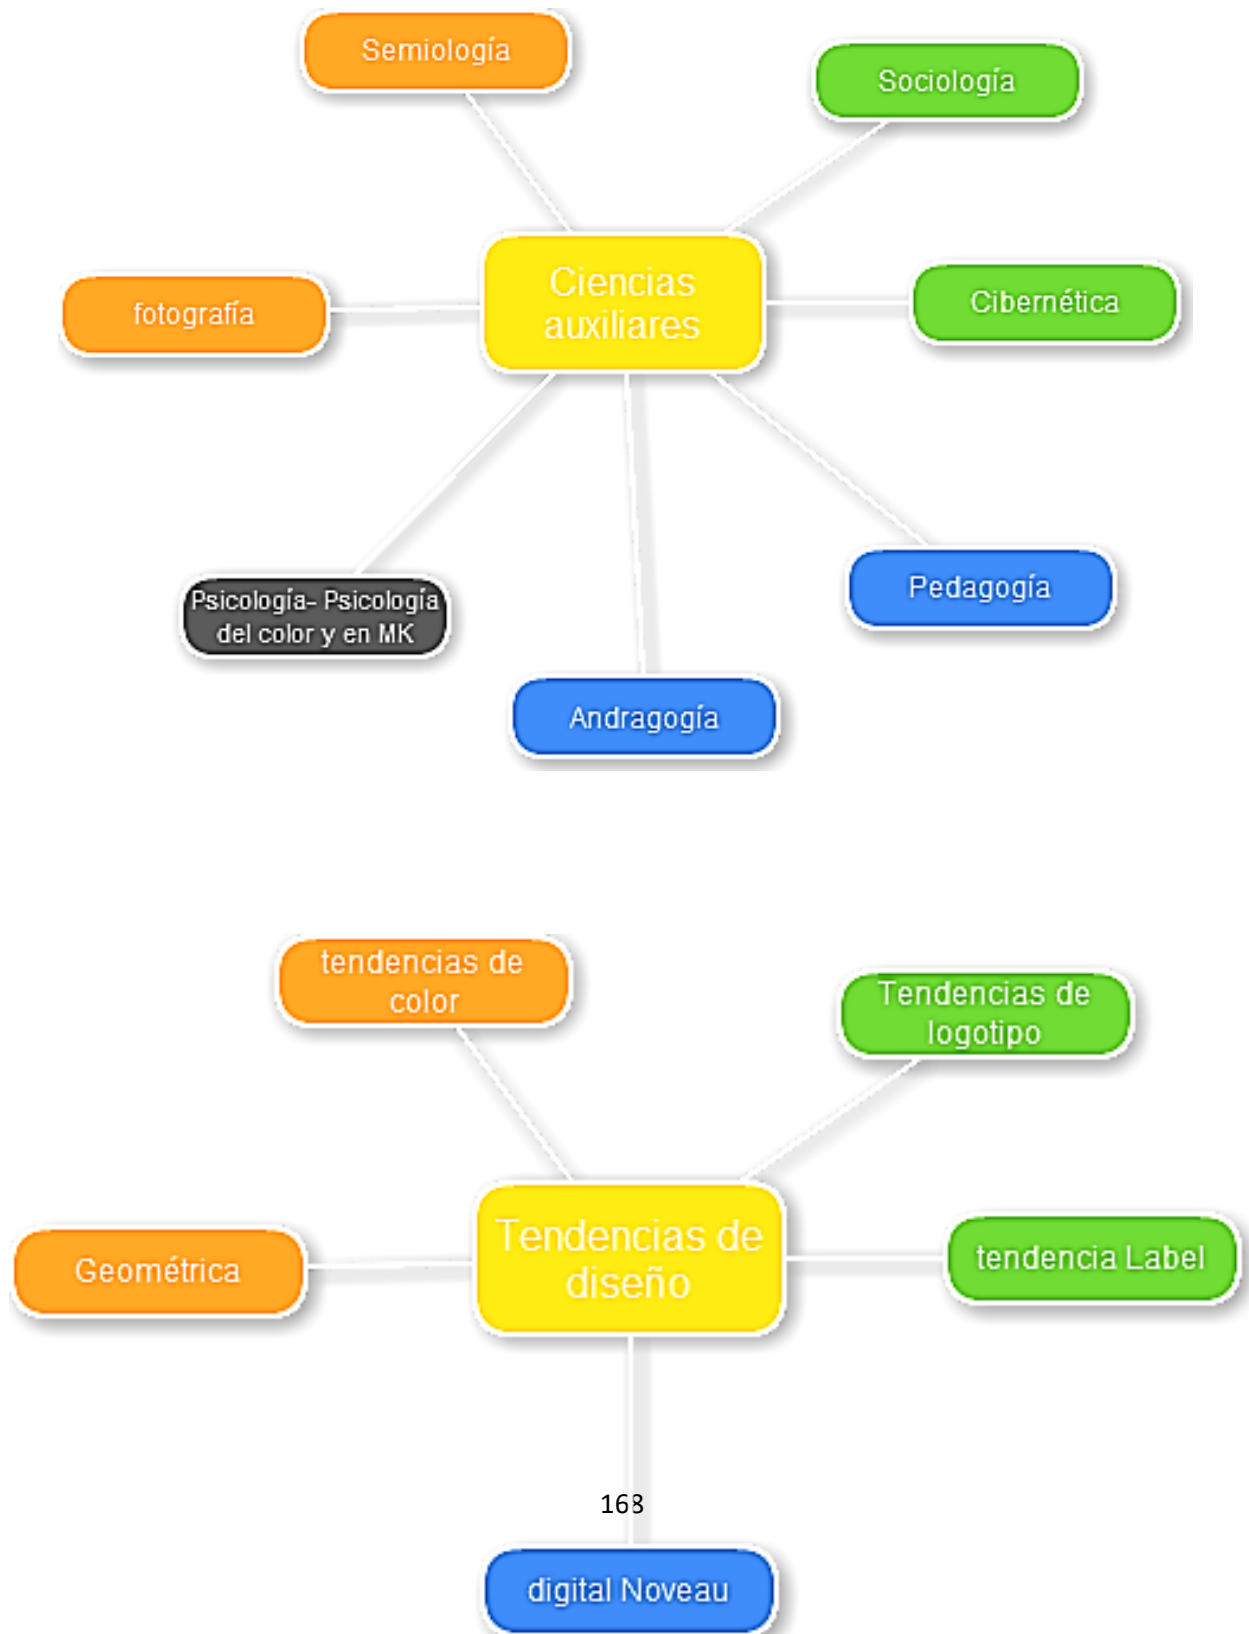 Semiología
Sociología
Ciencias
auxiliares
fotografía
Cibernética
Psicología- Psicología
del color y en MK
Pedagogía
Andragogía
tendencias de
color
Tendencias de
logotipo
Tendencias de
diseño
Geométrica
tendencia Label
168
digital Noveau